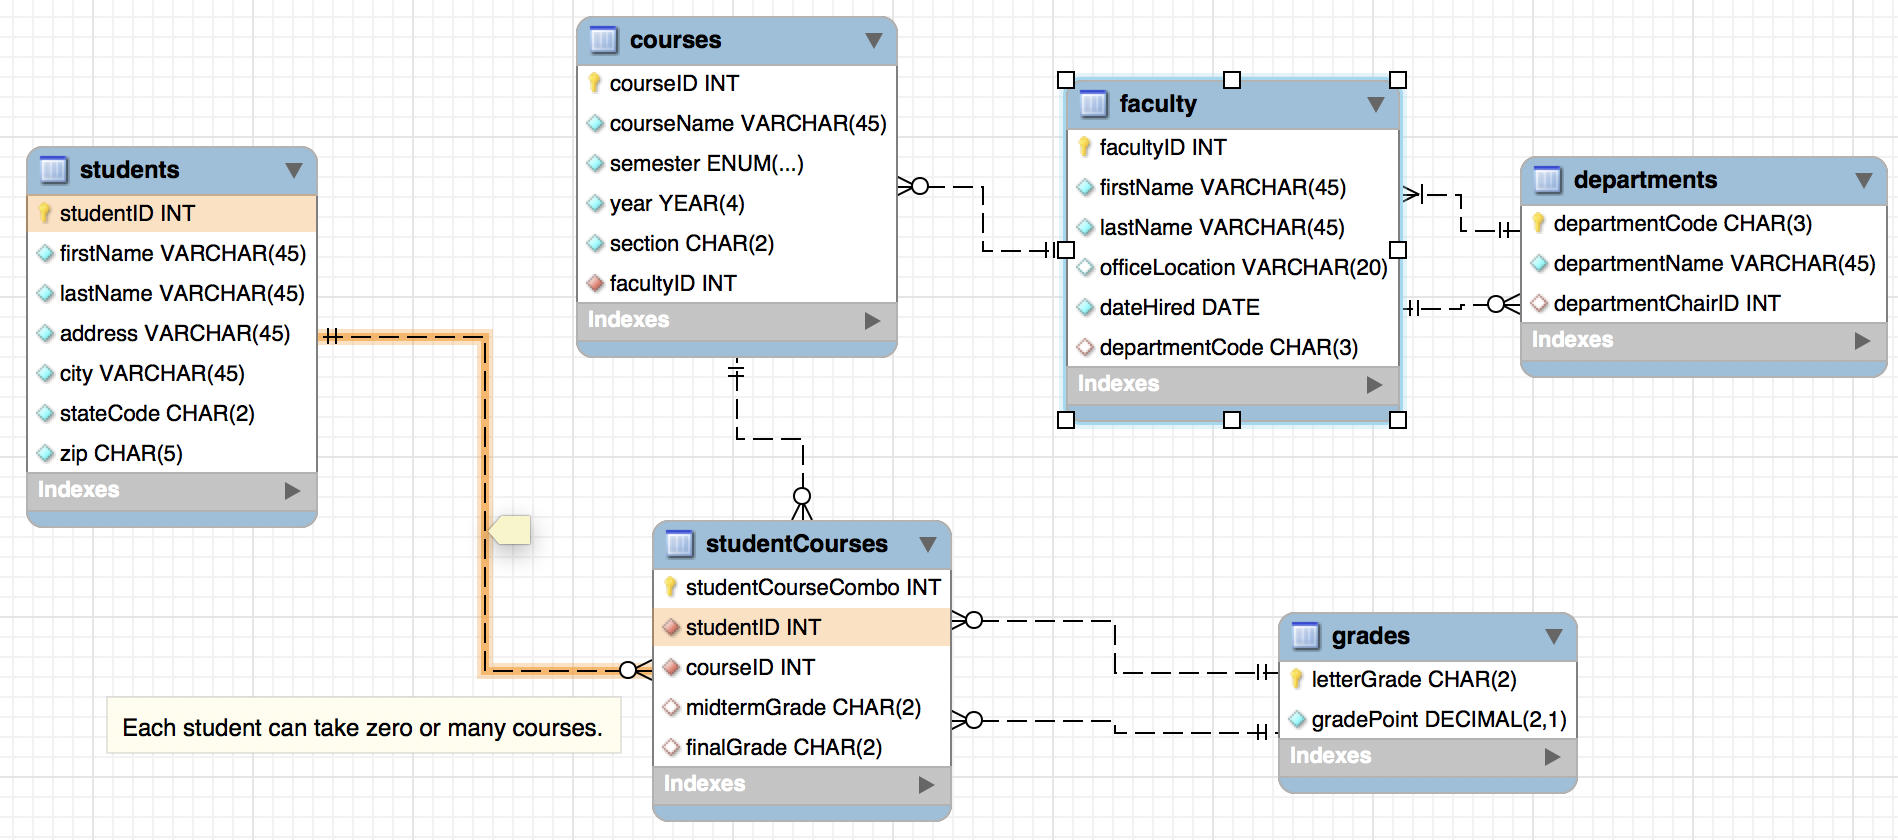 students
studentID INT
firstName VARCHAR(45)
lastName VARCHAR(45)
address VARCHAR(45)
city VARCHAR(45)
stateCode CHAR(2)
zip CHAR(5)
Indexes
courses
courseID INT
courseName VARCHAR(45)
semester ENUM(...)
year YEAR(4)
section CHAR(2)
facultyID INT
Indexes
faculty
facultyID INT
firstName VARCHAR(45)
lastName VARCHAR(45)
officeLocation VARCHAR(20)
dateHired DATE
departmentCode CHAR(3)
Indexes
departments
departmentCode CHAR(3)
departmentName VARCHAR(45)
departmentChairID INT
Indexes
studentCourses
studentCourseCombo INT
studentID INT
courseID INT
midtermGrade CHAR(2)
finalGrade CHAR(2)
Indexes
grades
letterGrade CHAR(2)
gradePoint DECIMAL(2,1)
Indexes
Each student can take zero or many courses.